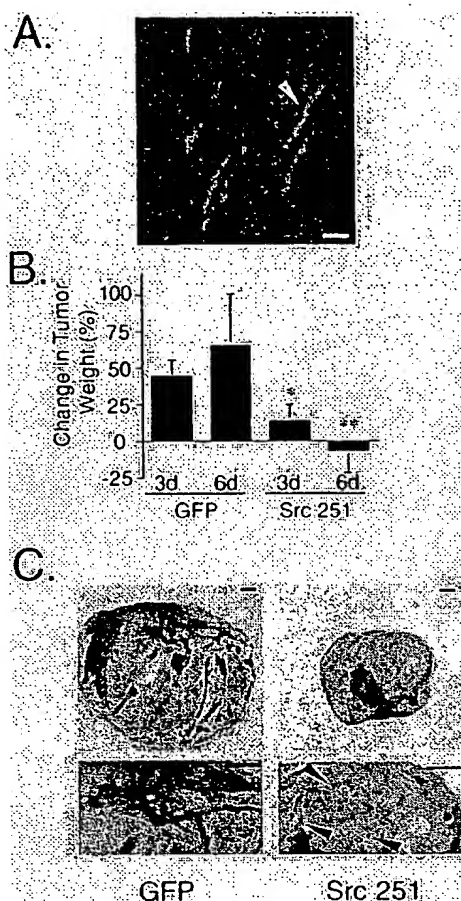 A.
B.
Change in Tumor
Weight (%)
100
75
50
25
0
-25
* **
3d 6d 3d 6d
GFP Src 251
C.
GFP Src 251